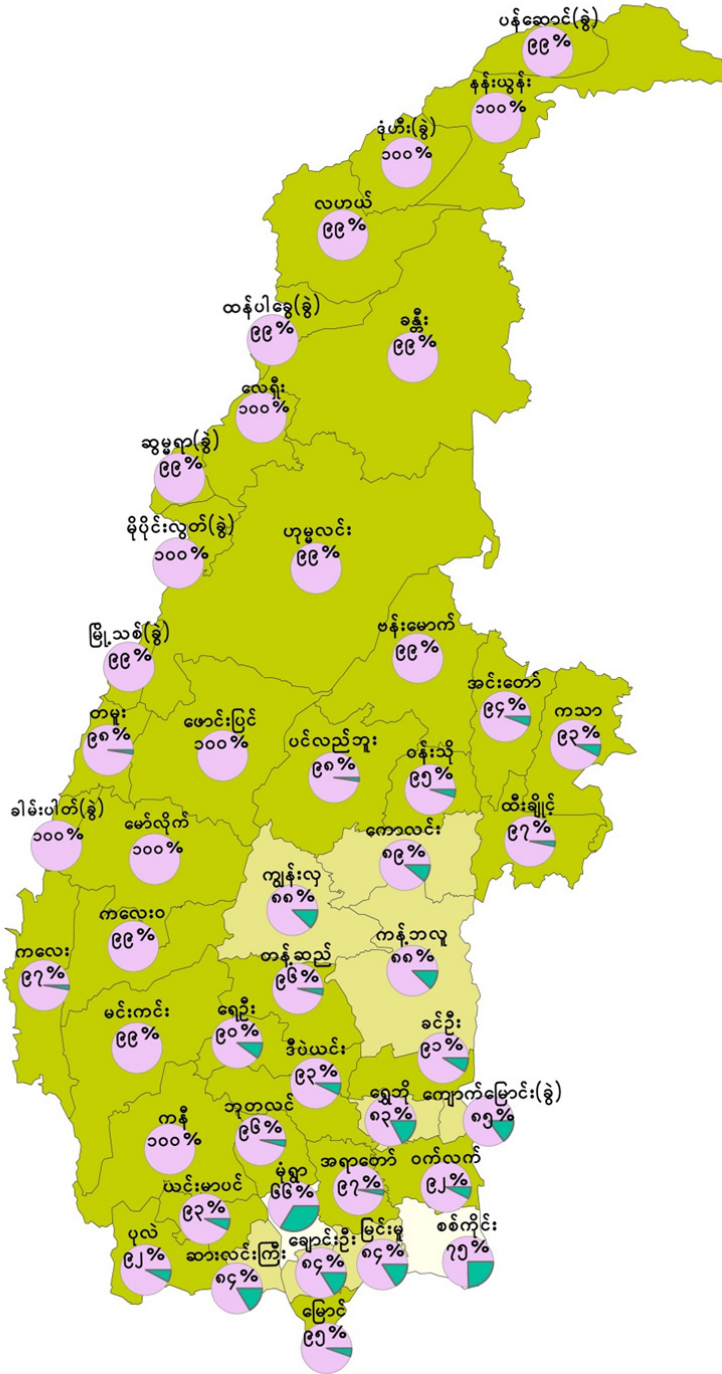 ပန်ဆောင်(ခွဲ)
၉၉%
နန်းယွန်း
၁၀၀%
ဒုံဟီး(ခွဲ)
၁၀၀%
လဟယ်
၉၉%
ထန်ပါခွေ(ခွဲ)
၉၉%
ခန္တီး
၉၉%
လေရှီး
၁၀၀%
ဆွမ္မရာ(ခွဲ)
၉၉%
မိုပိုင်းလွတ်(ခွဲ)
၁၀၀%
ဟုမ္မလင်း
၉၉%
မြို့သစ်(ခွဲ)
၉၉%
ဗန်းမောက်
၉၉%
အင်းတော်
၉၄%
ကသာ
၉၃%
တမူး
၉၈%
ဖောင်းပြင်
၁၀၀%
ပင်လည်ဘူး
၉၈%
ဝန်းသို
၉၅%
ထီးချိုင့်
၉၇%
ခါမ်းပါတ်(ခွဲ)
၁၀၀%
မော်လိုက်
၁၀၀%
ကောလင်း
၈၉%
ကျွန်းလှ
၈၈%
ကလေးဝ
၉၉%
ကန့်ဘလူ
၈၈%
ကလေး
၉၇%
တန့်ဆည်
၉၆%
မင်းကင်း
၉၉%
ရေဦး
၉၀%
ခင်ဦး
၉၁%
ဒီပဲယင်း
၉၃%
ရွှေဘို
၈၃%
ကျောက်မြောင်း(ခွဲ)
၈၅%
ကနီ
၁၀၀%
ဘုတလင်
၉၆%
မုံရွာ
၆၆%
အရာတော်
၉၇%
ဝက်လက်
၉၂%
ယင်းမာပင်
၉၃%
ပုလဲ
၉၂%
ဆားလင်းကြီး
၈၄%
ချောင်းဦး
၈၄%
မြင်းမူ
၈၄%
စစ်ကိုင်း
၇၅%
မြောင်
၉၅%